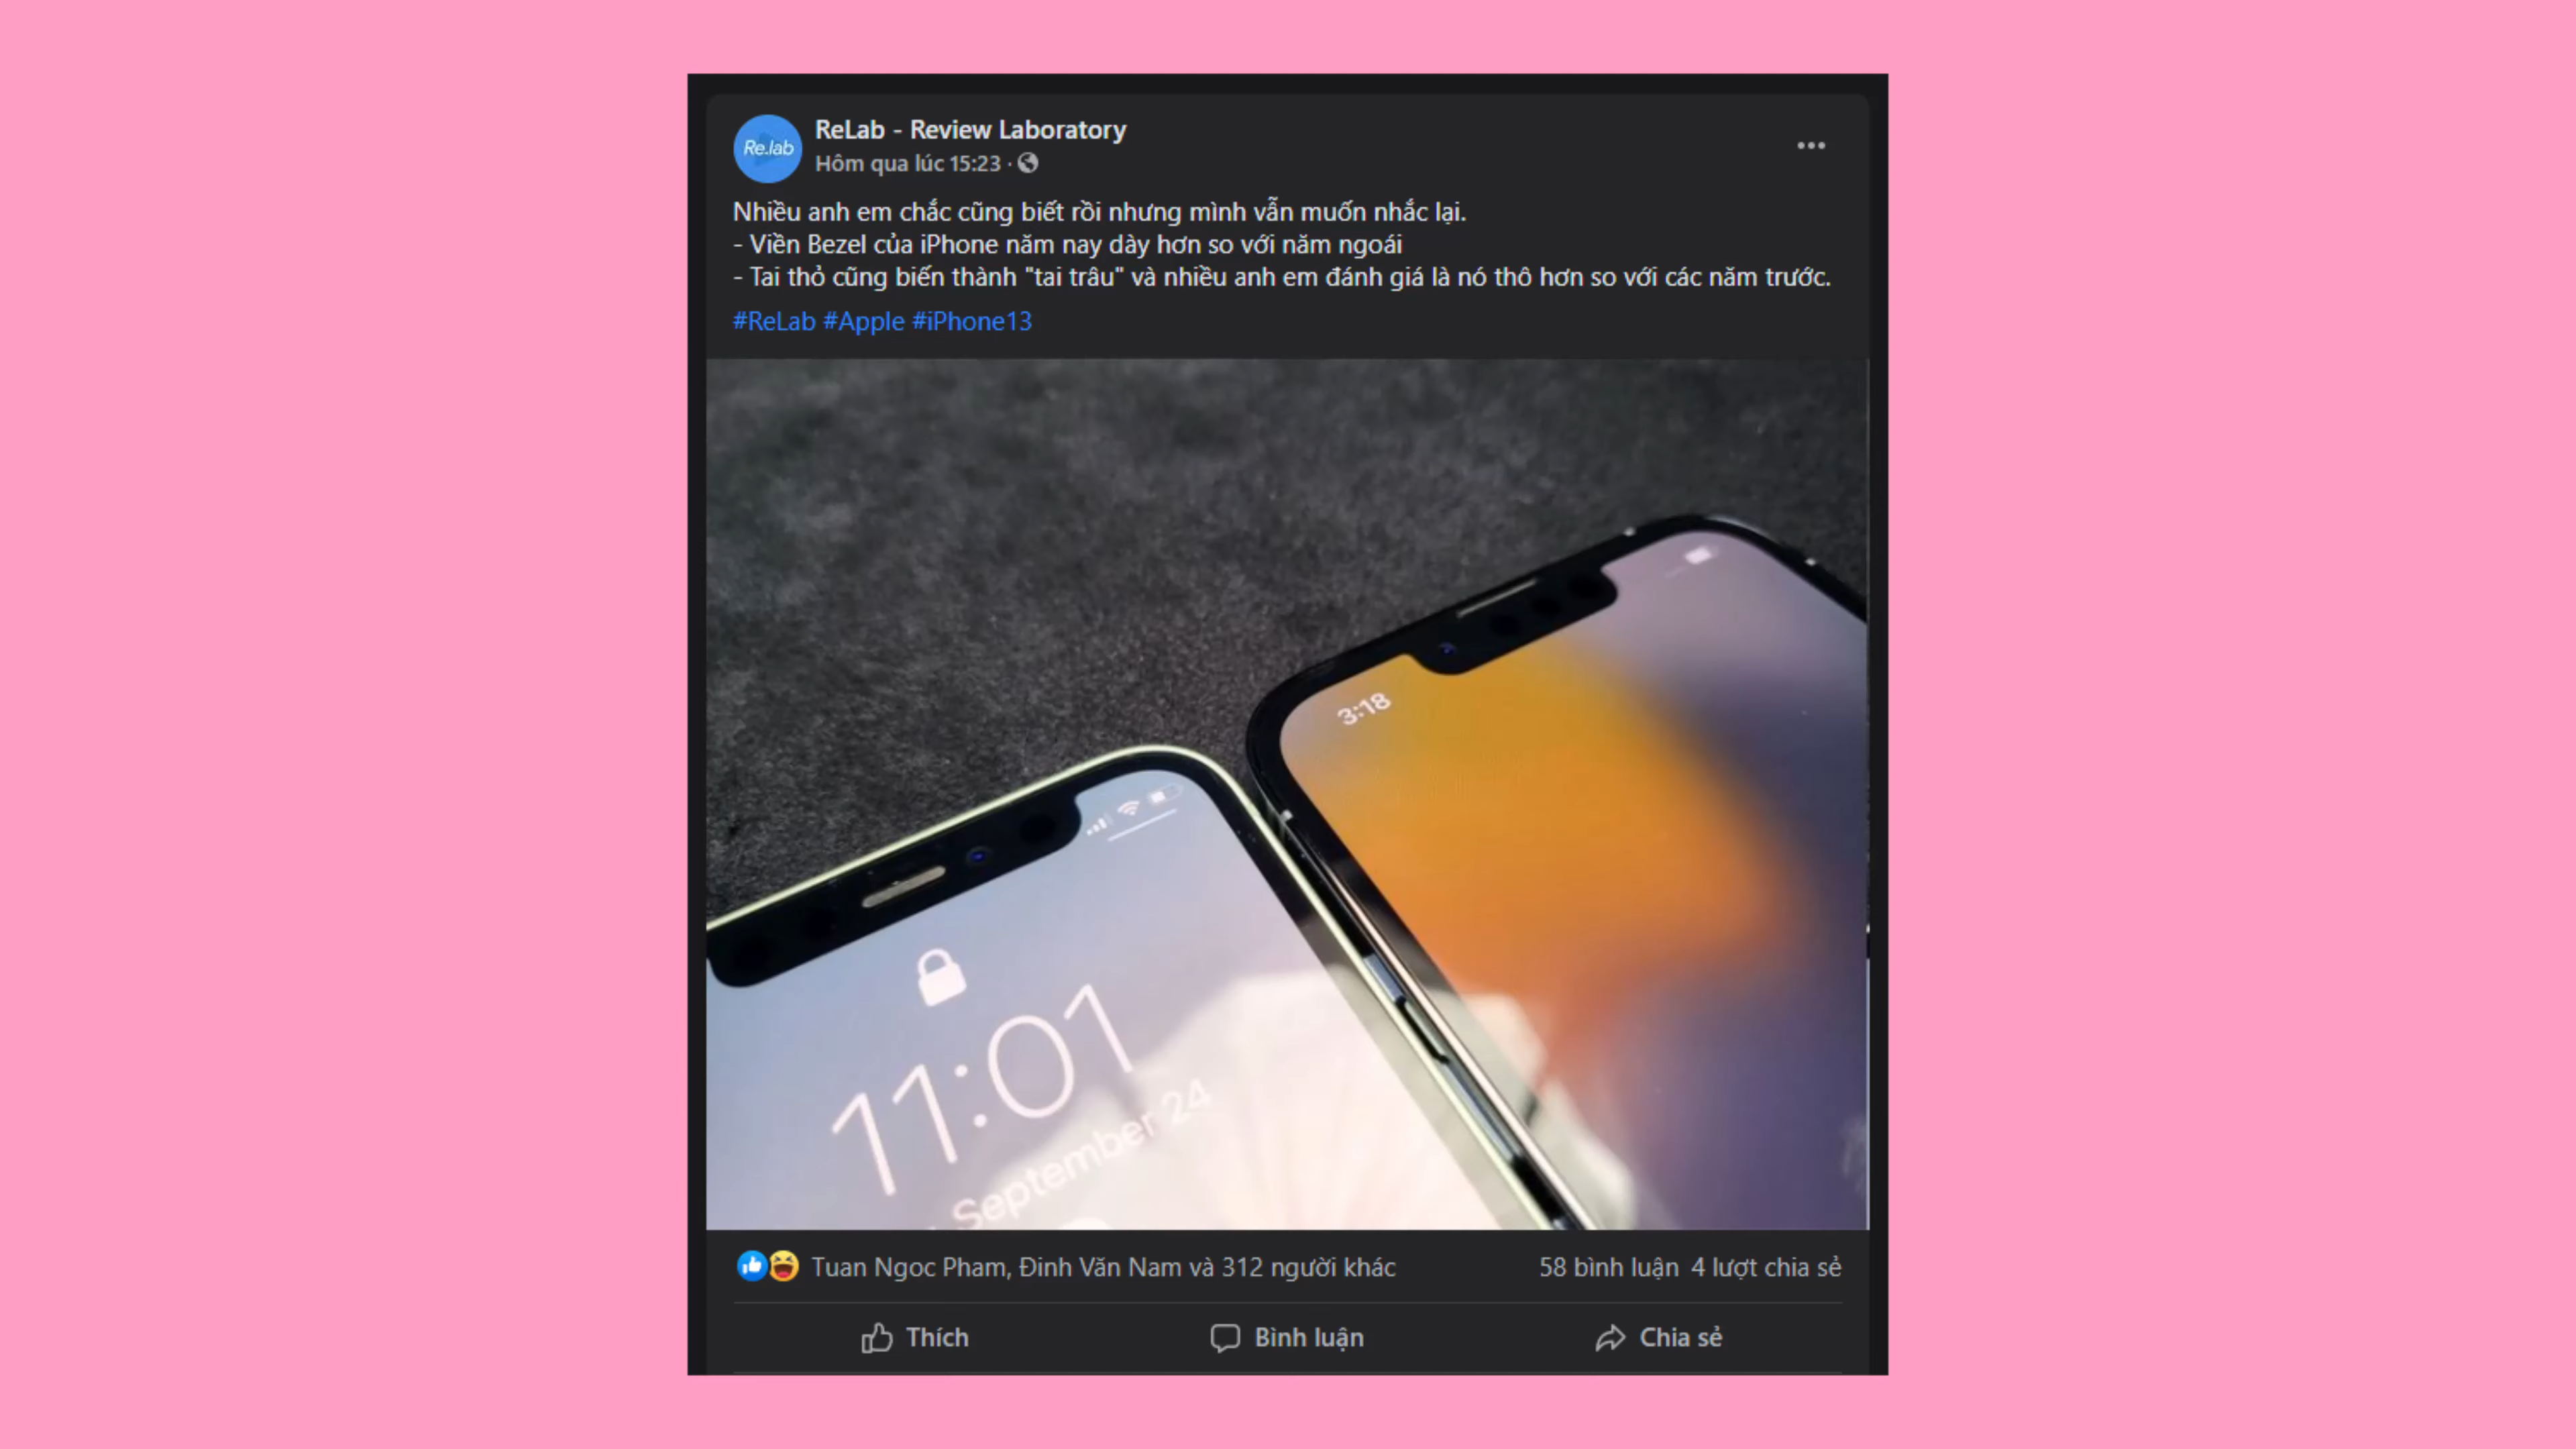 Re.lab
ReLab - Review Laboratory
Hôm qua lúc 15:23 ·
Nhiều anh em chắc cũng biết rồi nhưng mình vẫn muốn nhắc lại.
- Viền Bezel của iPhone năm nay dày hơn so với năm ngoái
- Tai thỏ cũng biến thành "tai trâu" và nhiều anh em đánh giá là nó thô hơn so với các năm trước.
#ReLab #Apple #iPhone13
3:18
11:01
September 24
Tuan Ngoc Pham, Đinh Văn Nam và 312 người khác
58 bình luận 4 lượt chia sẻ
Thích
Bình luận
Chia sẻ